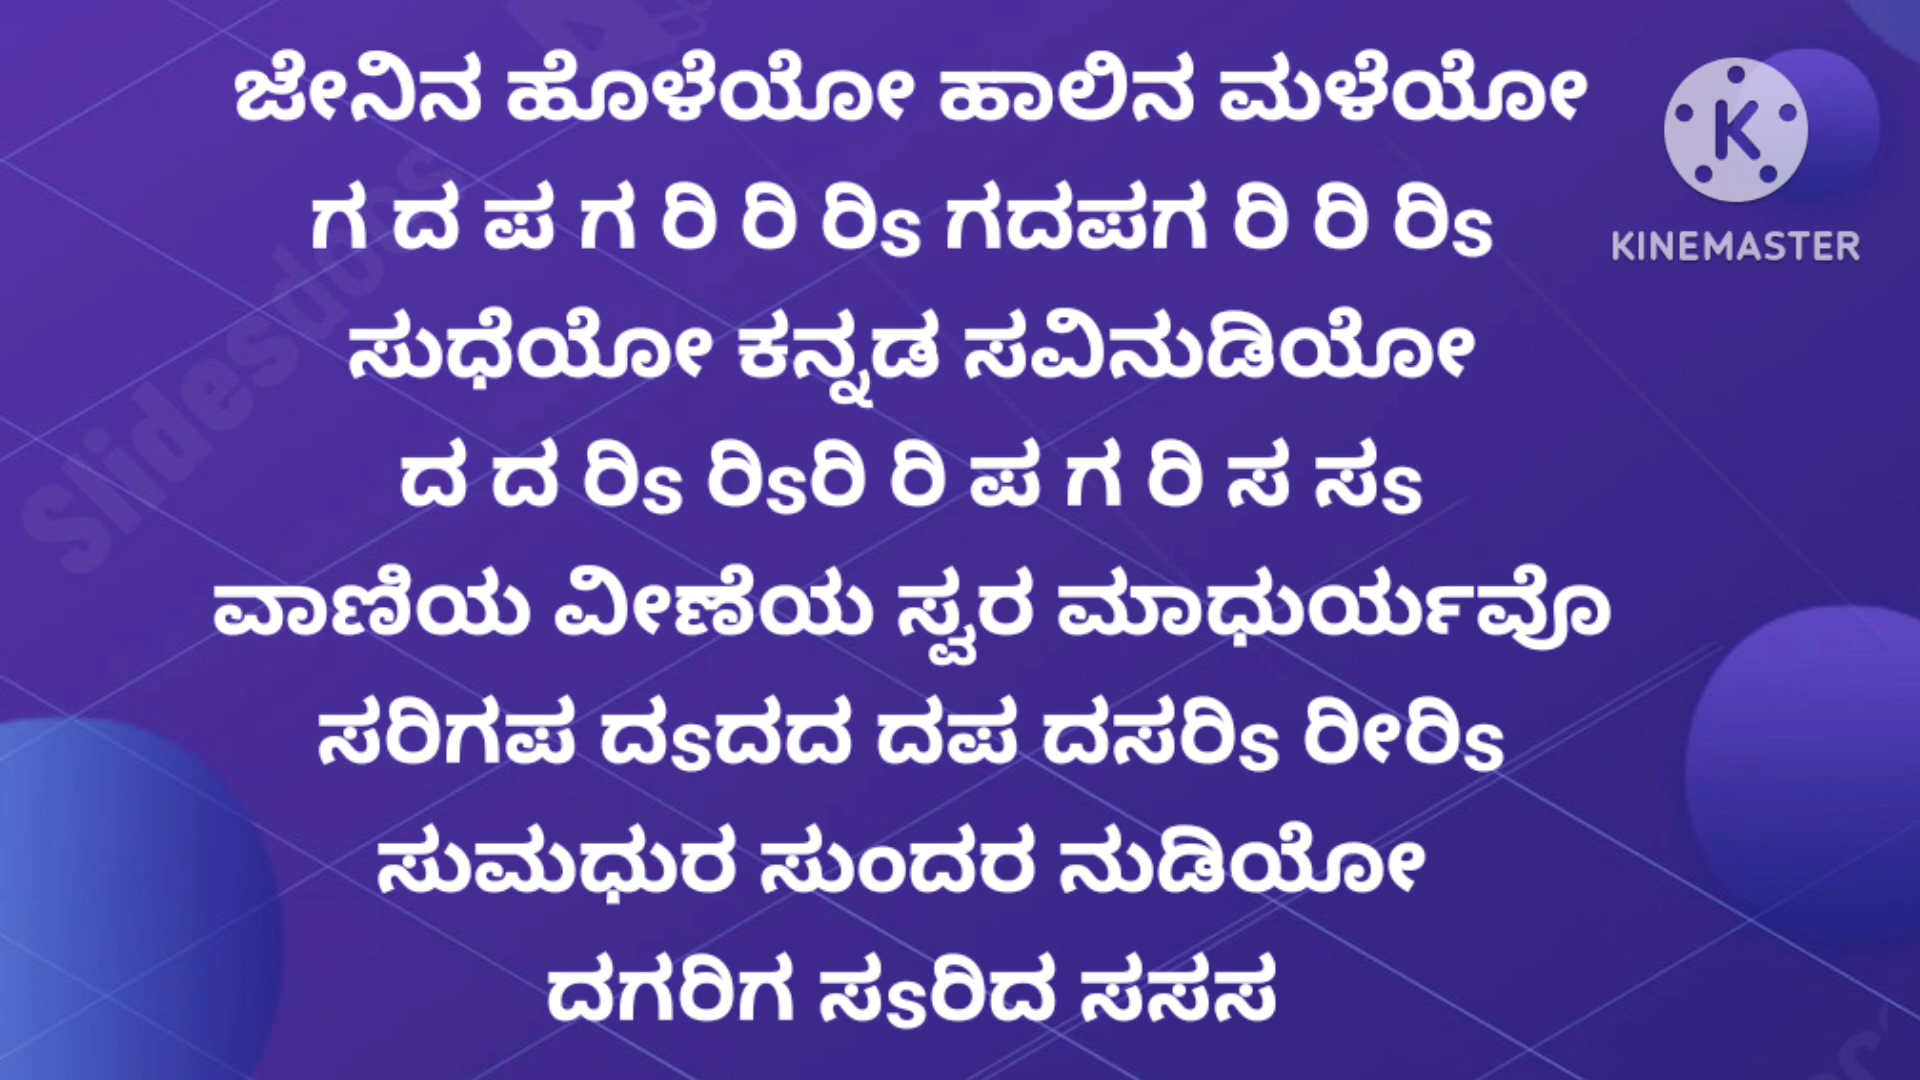 ಜೇನಿನ ಹೊಳೆಯೋ ಹಾಲಿನ ಮಳೆಯೋ
ಗ ದ ಪ ಗ ರಿ ರಿ ರಿs ಗದಪಗ ರಿ ರಿ ರಿs
ಸುಧೆಯೋ ಕನ್ನಡ ಸವಿನುಡಿಯೋ
ದ ದ ರಿs ರಿsರಿ ರಿ ಪ ಗ ರಿ ಸ ಸs
ವಾಣಿಯ ವೀಣೆಯ ಸ್ವರ ಮಾಧುರ್ಯವೊ
ಸರಿಗಪ ದsದದ ದಪ ದಸರಿs ರೀರಿs
ಸುಮಧುರ ಸುಂದರ ನುಡಿಯೋ
ದಗರಿಗ ಸsರಿದ ಸಸಸ
K
KINEMASTER
Slidesdocs